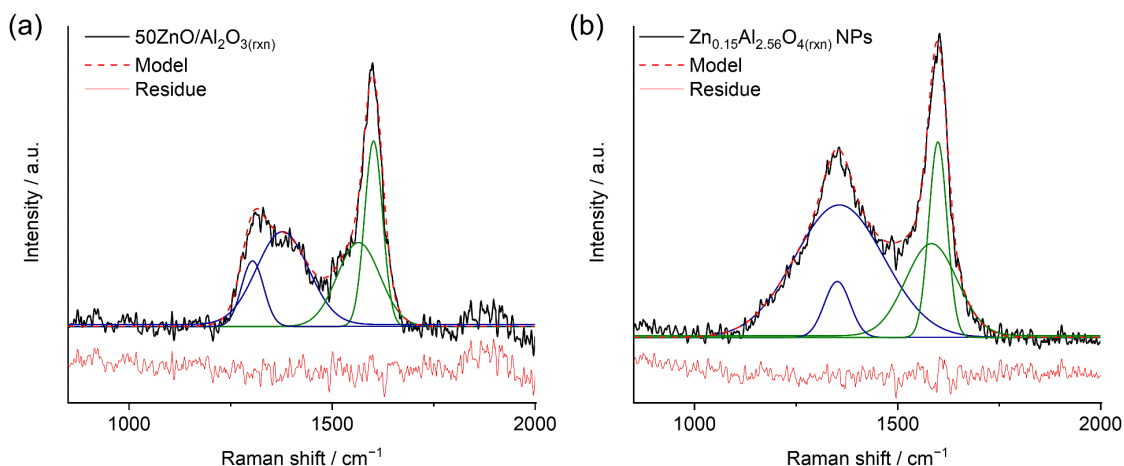 (a)
50ZnO/Al₂O₃₍ᵣₓₙ₎
Model
Residue
Intensity / a.u.
1000 1500 2000
Raman shift / cm⁻¹
(b)
Zn₀.₁₅Al₂.₅₆O₄₍ᵣₓₙ₎ NPs
Model
Residue
Intensity / a.u.
1000 1500 2000
Raman shift / cm⁻¹